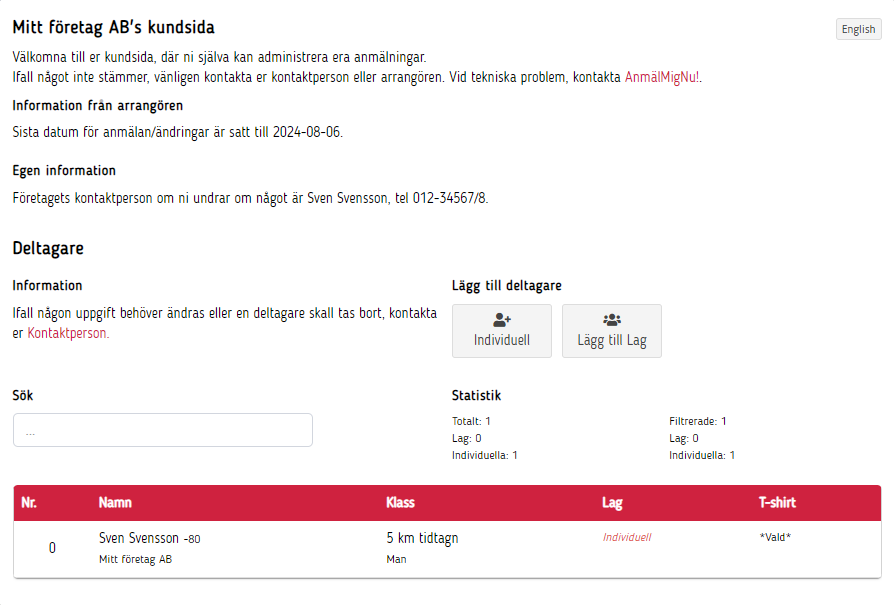 Mitt företag AB's kundsida
English
Välkomna till er kundsida, där ni själva kan administrera era anmälningar.
Ifall något inte stämmer, vänligen kontakta er kontaktperson eller arrangören. Vid tekniska problem, kontakta AnmälMigNu!.
Information från arrangören
Sista datum för anmälan/ändringar är satt till 2024-08-06.
Egen information
Företagets kontaktperson om ni undrar om något är Sven Svensson, tel 012-34567/8.
Deltagare
Information
Ifall någon uppgift behöver ändras eller en deltagare skall tas bort, kontakta
er Kontaktperson.
Lägg till deltagare
Individuell
Lägg till Lag
Sök
...
Statistik
Totalt: 1
Lag: 0
Individuella: 1
Filtrerade: 1
Lag: 0
Individuella: 1
Nr. Namn Klass Lag T-shirt
0 Sven Svensson -80 5 km tidtagn Individuell *Vald*
Mitt företag AB Man